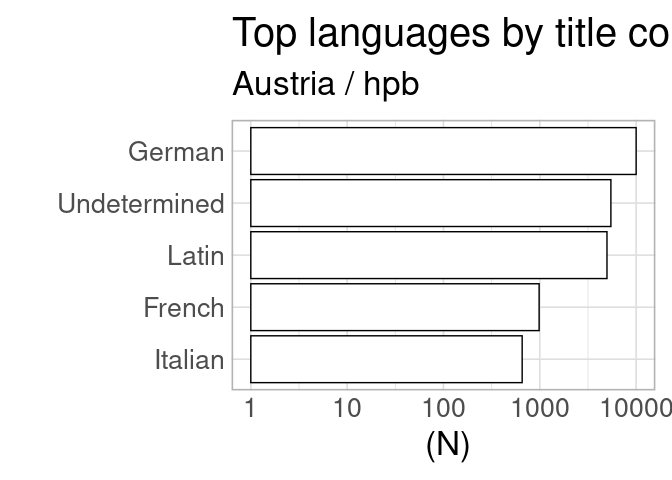 Top languages by title co
Austria / hpb
German
Undetermined
Latin
French
Italian
1 10 100 1000 10000
(N)